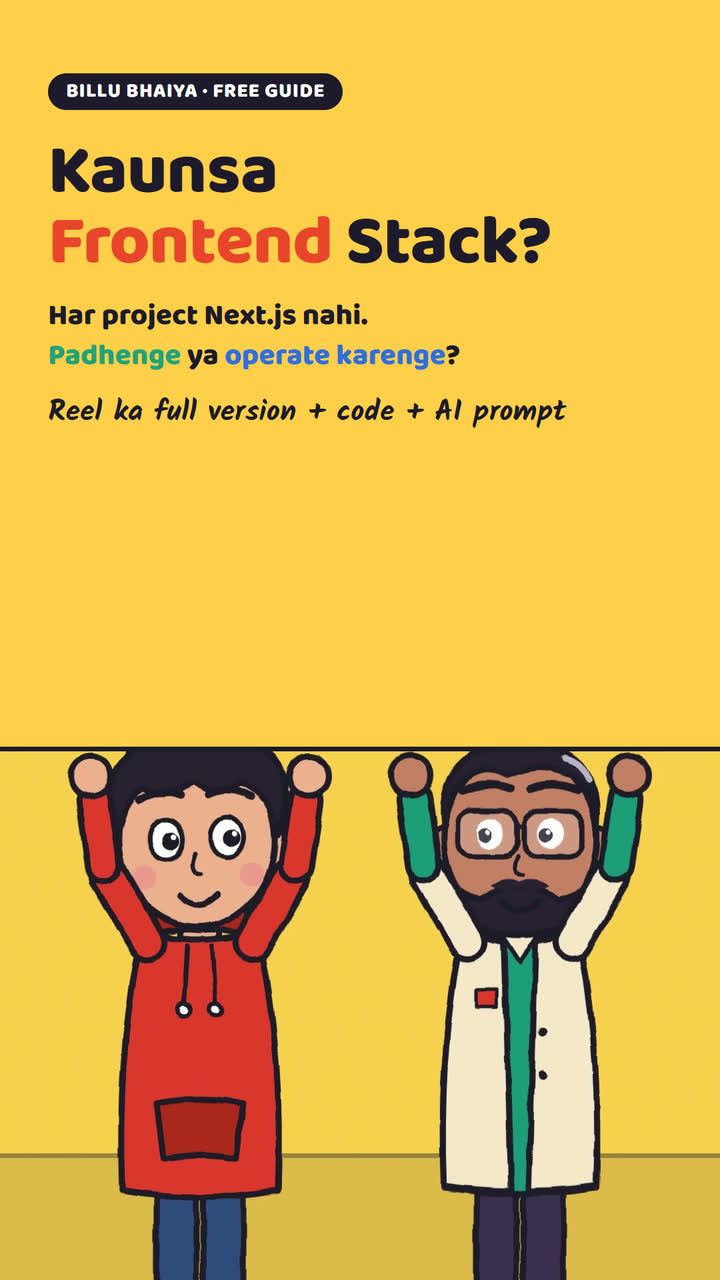 BILLU BHAIYA · FREE GUIDE
Kaunsa
Frontend Stack?
Har project Next.js nahi.
Padhenge ya operate karenge?
Reel ka full version + code + AI prompt